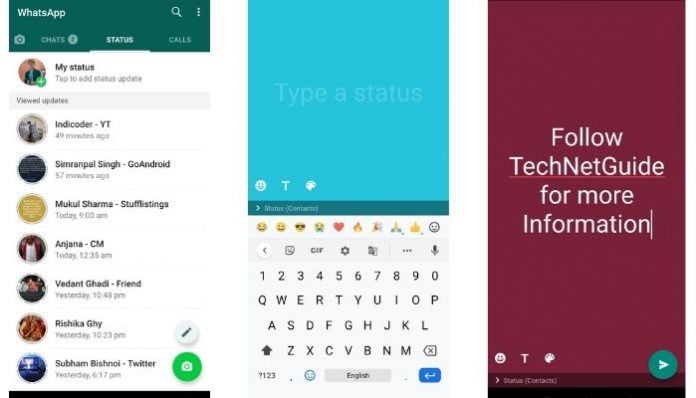 WhatsApp
CHATS 7 STATUS CALLS
My status
Tap to add status update
Viewed updates
Indicoder - YT
49 minutes ago
Simranpal Singh - GoAndroid
57 minutes ago
Mukul Sharma - Stufflistings
Today, 9:00 am
Anjana - CM
Today, 12:35 am
Vedant Ghadi - Friend
Yesterday, 10:48 pm
Rishika Ghy
Yesterday, 10:23 pm
Subham Bishnoi - Twitter
Yesterday, 6:17 pm
Type a status
T
Status (Contacts)
GIF
1 2 3 4 5 6 7 8 9 0
Q W E R T Y U I O P
A S D F G H J K L
Z X C V B N M
?123 , English .
Follow
TechNetGuide
for more
Information
T
Status (Contacts)